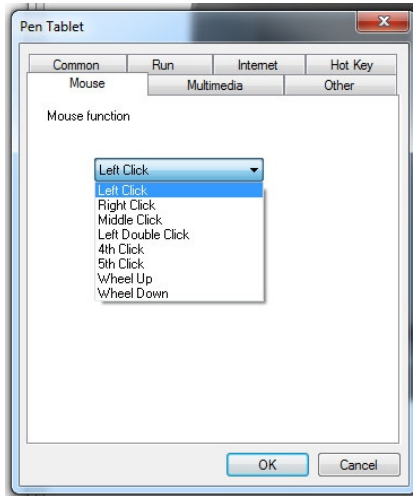 Pen Tablet
Common Run Internet Hot Key
Mouse Multimedia Other
Mouse function
Left Click
Left Click
Right Click
Middle Click
Left Double Click
4th Click
5th Click
Wheel Up
Wheel Down
OK Cancel